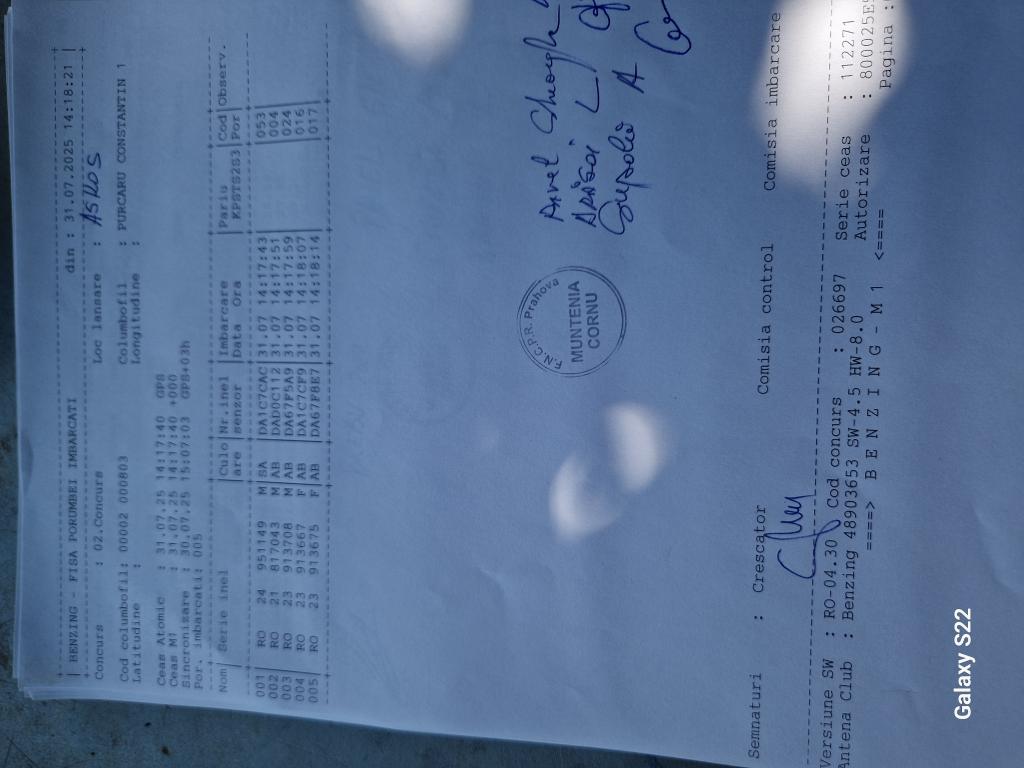 BENZING - FISA PORUMBEI IMBARCATI din : 31.07.2025 14:18:21
Concurs : 02.Concurs Loc lansare : ASROS
Cod columbofil: 00002 000803 Columbofil : PURCARU CONSTANTIN 1
Latitudine : Longitudine :
Ceas Atomic : 31.07.25 14:17:40 GPS
Ceas M1 : 31.07.25 14:17:40 +000
Sincronizare : 30.07.25 15:07:03 GPS+03h
Por. imbarcati: 005
Nom| Serie inel |Culo|Nr.inel |Imbarcare |Pariu |Cod|Observ.
|are |senzor |Data Ora |KPSTS2S3|Por|
001| RO 24 951149 M|SA |DA1C7CAC|31.07 14:17:43| |053|
002| RO 21 817043 M|AB |DAD0C112|31.07 14:17:51| |004|
003| RO 23 913708 M|AB |DA67F5A9|31.07 14:17:59| |024|
004| RO 23 913667 F|AB |DA1C7CF9|31.07 14:18:07| |016|
005| RO 23 913675 F|AB |DA67FBE7|31.07 14:18:14| |017|
F.N.C.P.R. Prahova
MUNTENIA
CORNU
Semnaturi : Crescator Comisia control Comisia imbarcare
Versiune SW : RO-04.30 Cod concurs : 026697 Serie ceas : 112271
Antena Club : Benzing 48903653 SW-4.5 HW-8.0 Autorizare : 800025E
====> B E N Z I N G - M 1 <==== Pagina :
Galaxy S22